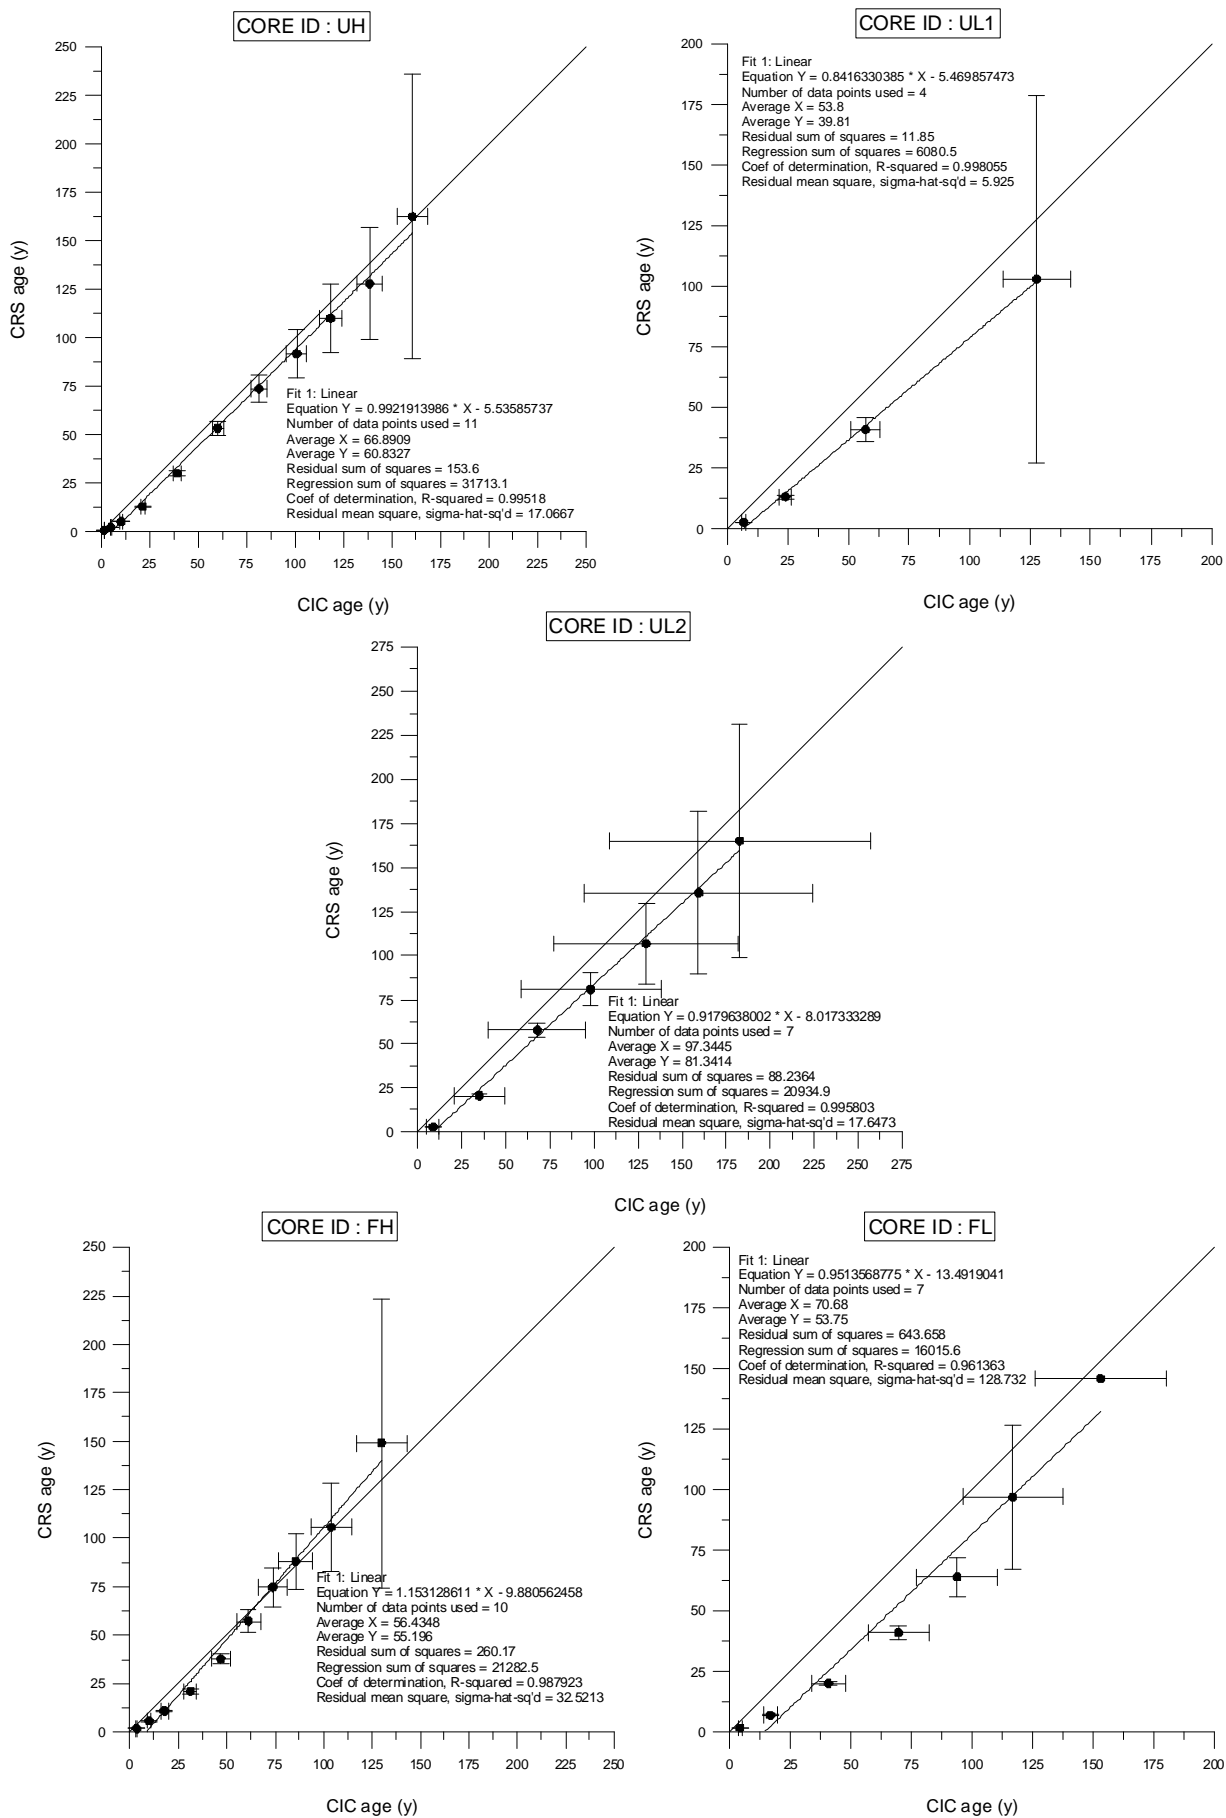 CORE ID : UH
250
225
200
175
150
125
100
75
50
25
0
CRS age (y)
Fit 1: Linear
Equation Y = 0.9921913986 * X - 5.53585737
Number of data points used = 11
Average X = 66.8909
Average Y = 60.8327
Residual sum of squares = 153.6
Regression sum of squares = 31713.1
Coef of determination, R-squared = 0.99518
Residual mean square, sigma-hat-sq'd = 17.0667
0 25 50 75 100 125 150 175 200 225 250
CIC age (y)
CORE ID : UL1
200
175
150
125
100
75
50
25
0
CRS age (y)
Fit 1: Linear
Equation Y = 0.8416330385 * X - 5.469857473
Number of data points used = 4
Average X = 53.8
Average Y = 39.81
Residual sum of squares = 11.85
Regression sum of squares = 6080.5
Coef of determination, R-squared = 0.998055
Residual mean square, sigma-hat-sq'd = 5.925
0 25 50 75 100 125 150 175 200
CIC age (y)
CORE ID : UL2
275
250
225
200
175
150
125
100
75
50
25
0
CRS age (y)
Fit 1: Linear
Equation Y = 0.9179638002 * X - 8.017333289
Number of data points used = 7
Average X = 97.3445
Average Y = 81.3414
Residual sum of squares = 88.2364
Regression sum of squares = 20934.9
Coef of determination, R-squared = 0.995803
Residual mean square, sigma-hat-sq'd = 17.6473
0 25 50 75 100 125 150 175 200 225 250 275
CIC age (y)
CORE ID : FH
250
225
200
175
150
125
100
75
50
25
0
CRS age (y)
Fit 1: Linear
Equation Y = 1.153128611 * X - 9.880562458
Number of data points used = 10
Average X = 56.4348
Average Y = 55.196
Residual sum of squares = 260.17
Regression sum of squares = 21282.5
Coef of determination, R-squared = 0.987923
Residual mean square, sigma-hat-sq'd = 32.5213
0 25 50 75 100 125 150 175 200 225 250
CIC age (y)
CORE ID : FL
200
175
150
125
100
75
50
25
0
CRS age (y)
Fit 1: Linear
Equation Y = 0.9513568775 * X - 13.4919041
Number of data points used = 7
Average X = 70.68
Average Y = 53.75
Residual sum of squares = 643.658
Regression sum of squares = 16015.6
Coef of determination, R-squared = 0.961363
Residual mean square, sigma-hat-sq'd = 128.732
0 25 50 75 100 125 150 175 200
CIC age (y)